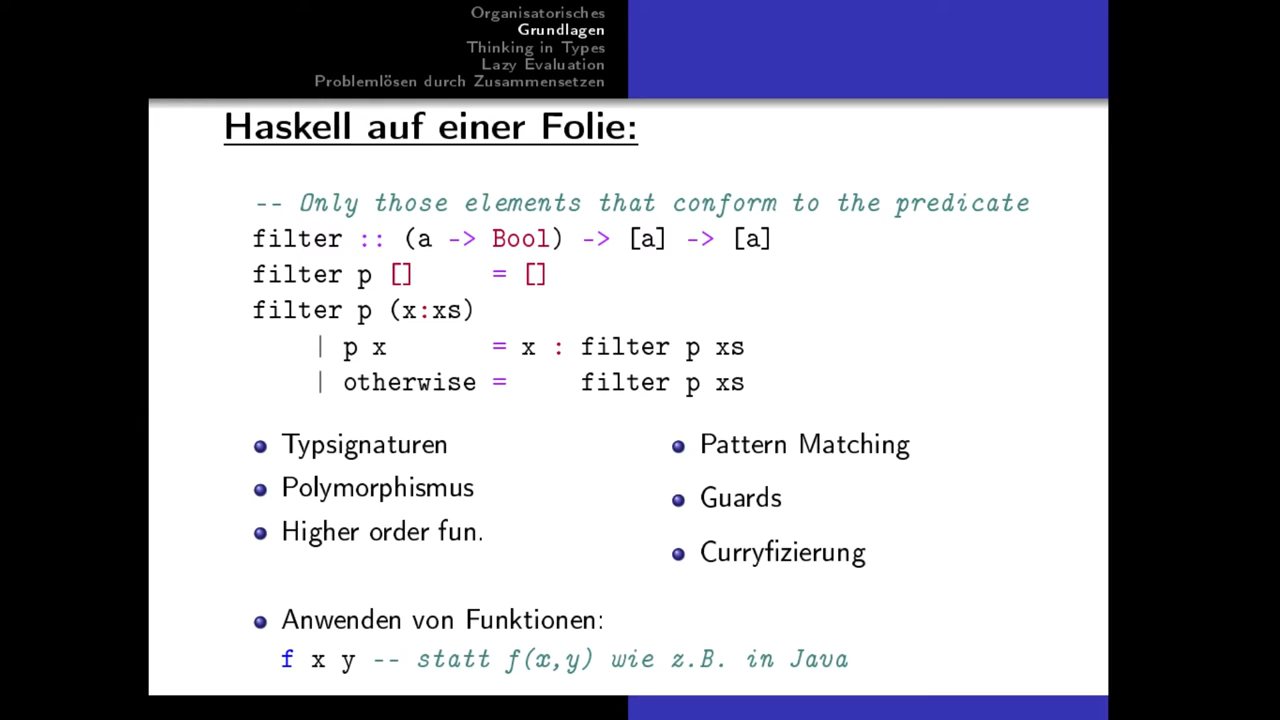 Organisatorisches
Grundlagen
Thinking in Types
Lazy Evaluation
Problemlösen durch Zusammensetzen
Haskell auf einer Folie:
-- Only those elements that conform to the predicate
filter :: (a -> Bool) -> [a] -> [a]
filter p []      = []
filter p (x:xs)
    | p x       = x : filter p xs
    | otherwise =     filter p xs
Typsignaturen
Polymorphismus
Higher order fun.
Pattern Matching
Guards
Curryfizierung
Anwenden von Funktionen:
f x y -- statt f(x,y) wie z.B. in Java